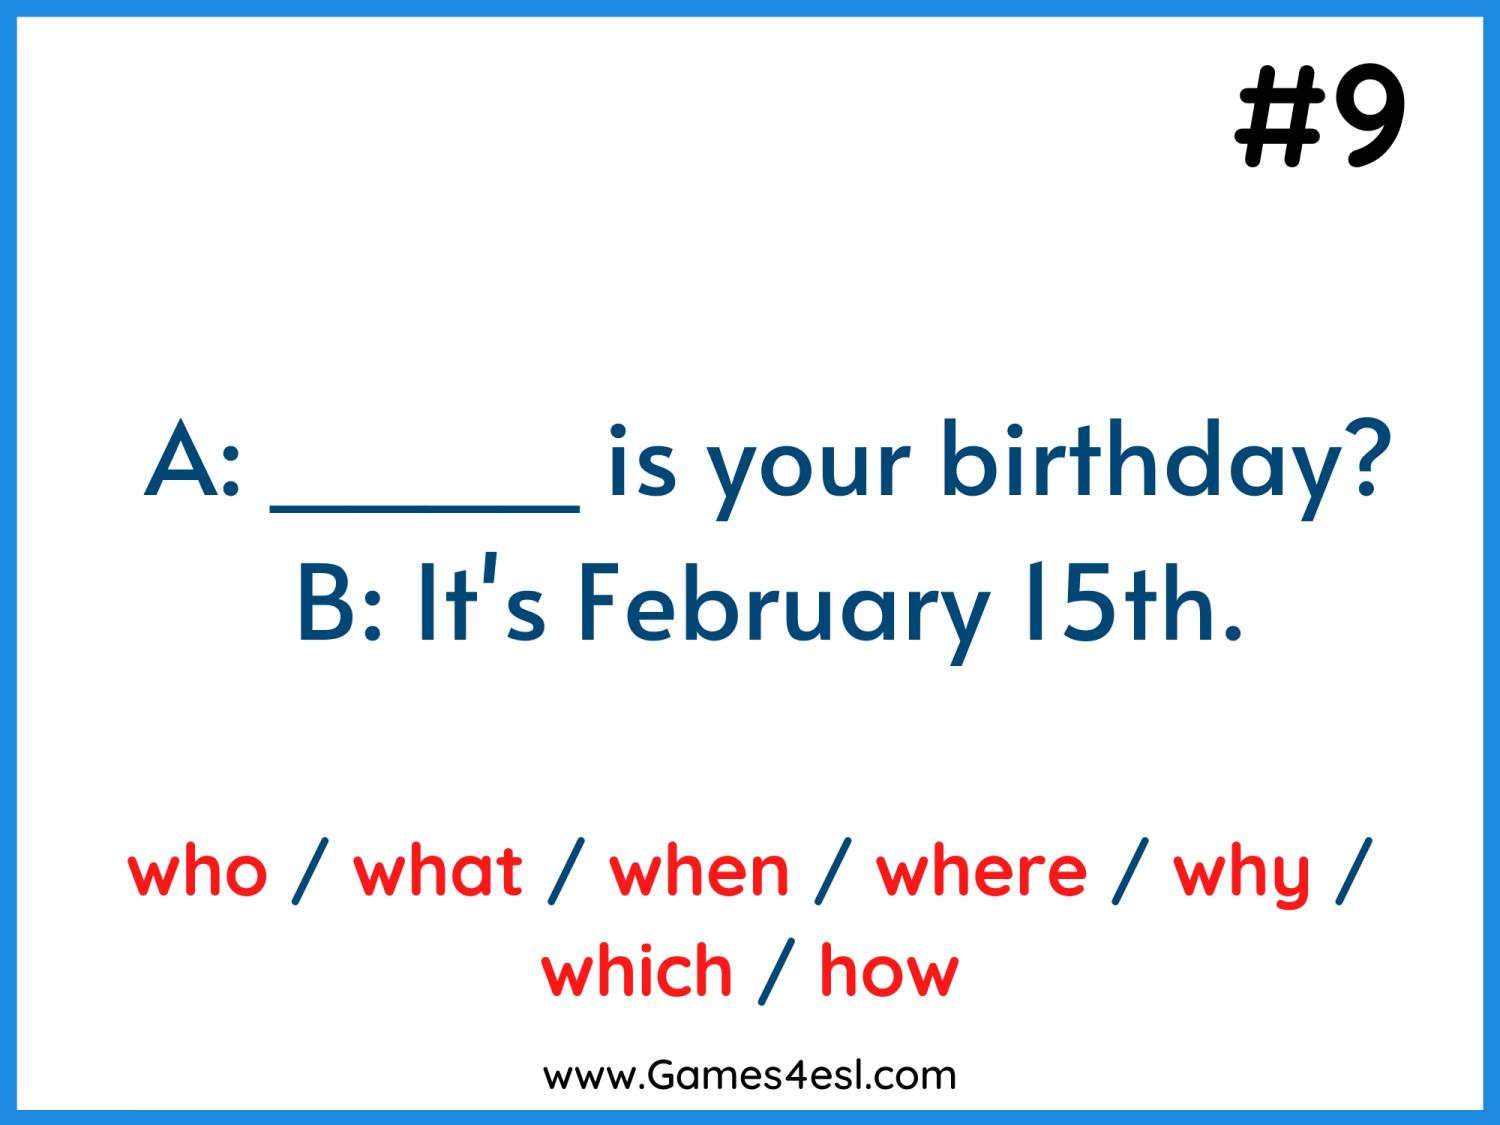 #9
A: ______ is your birthday?
B: It's February 15th.
who / what / when / where / why /
which / how
www.Games4esl.com